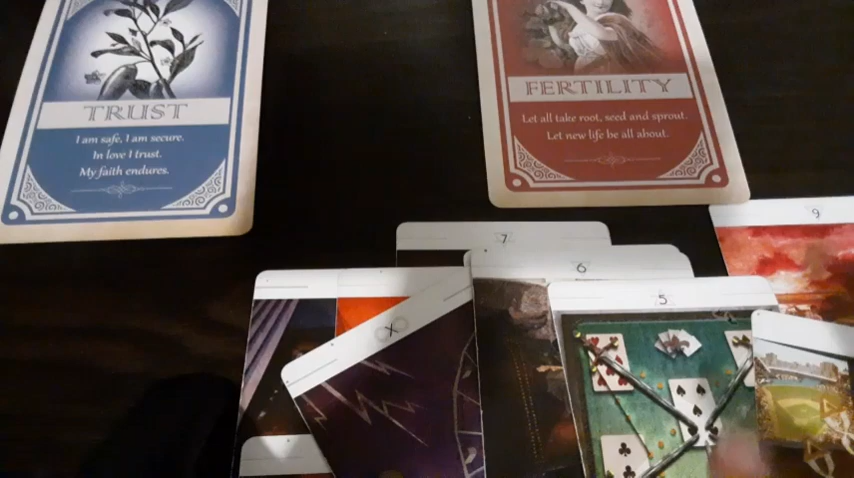 TRUST
I am safe, I am secure.
In love I trust.
My faith endures.
FERTILITY
Let all take root, seed and sprout.
Let new life be all about.
7
6
5
9
X